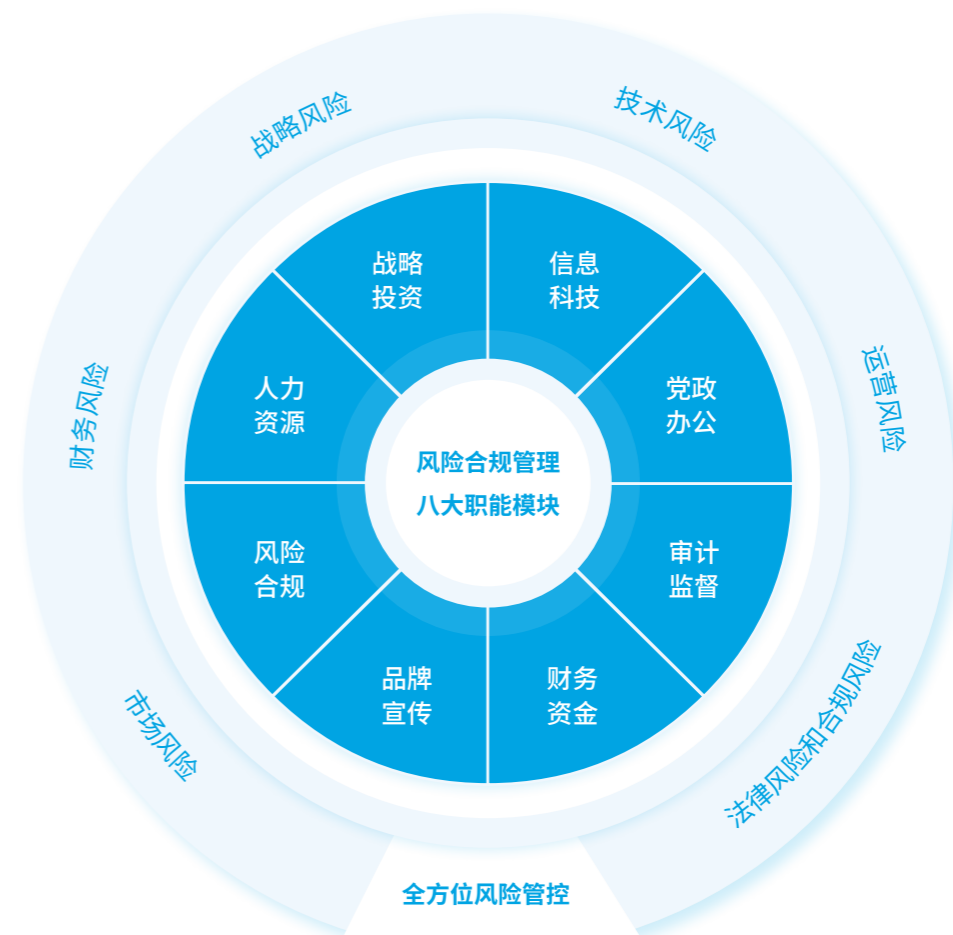 战略风险
技术风险
运营风险
法律风险和合规风险
市场风险
财务风险
战略
投资
信息
科技
党政
办公
审计
监督
财务
资金
品牌
宣传
风险
合规
人力
资源
风险合规管理
八大职能模块
全方位风险管控